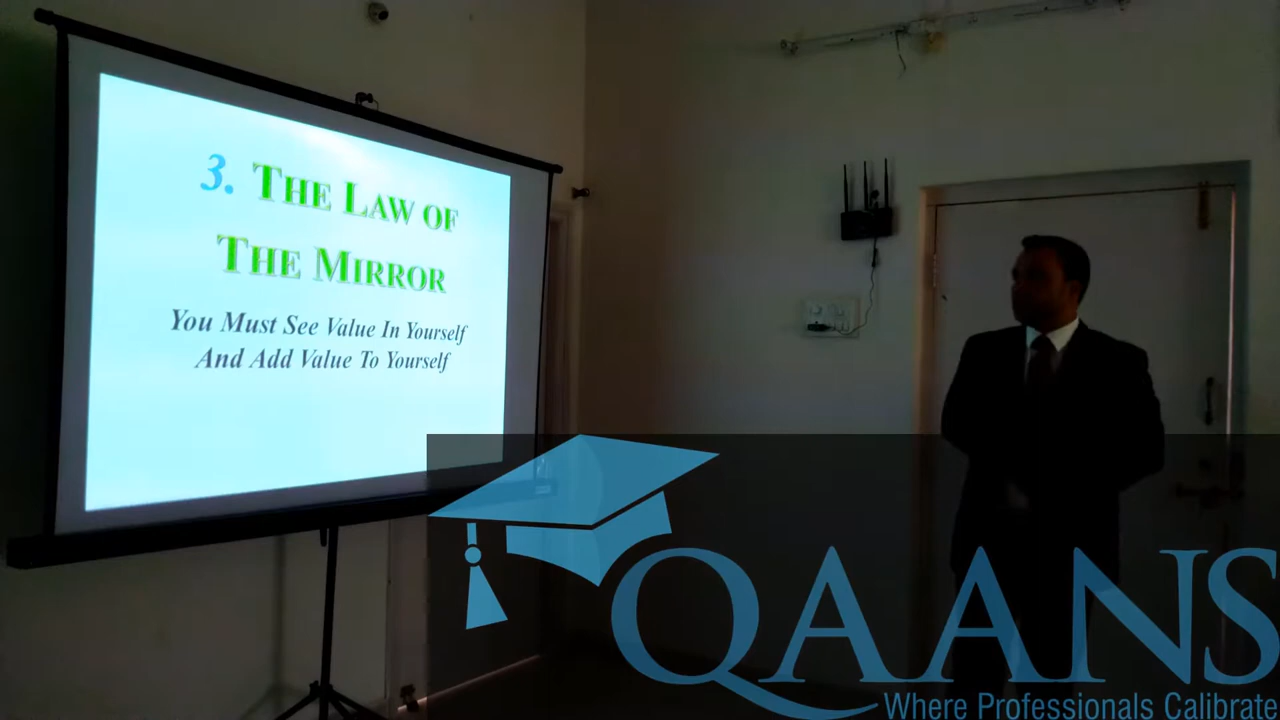 3. THE LAW OF
THE MIRROR
You Must See Value In Yourself
And Add Value To Yourself
QAANS
Where Professionals Calibrate